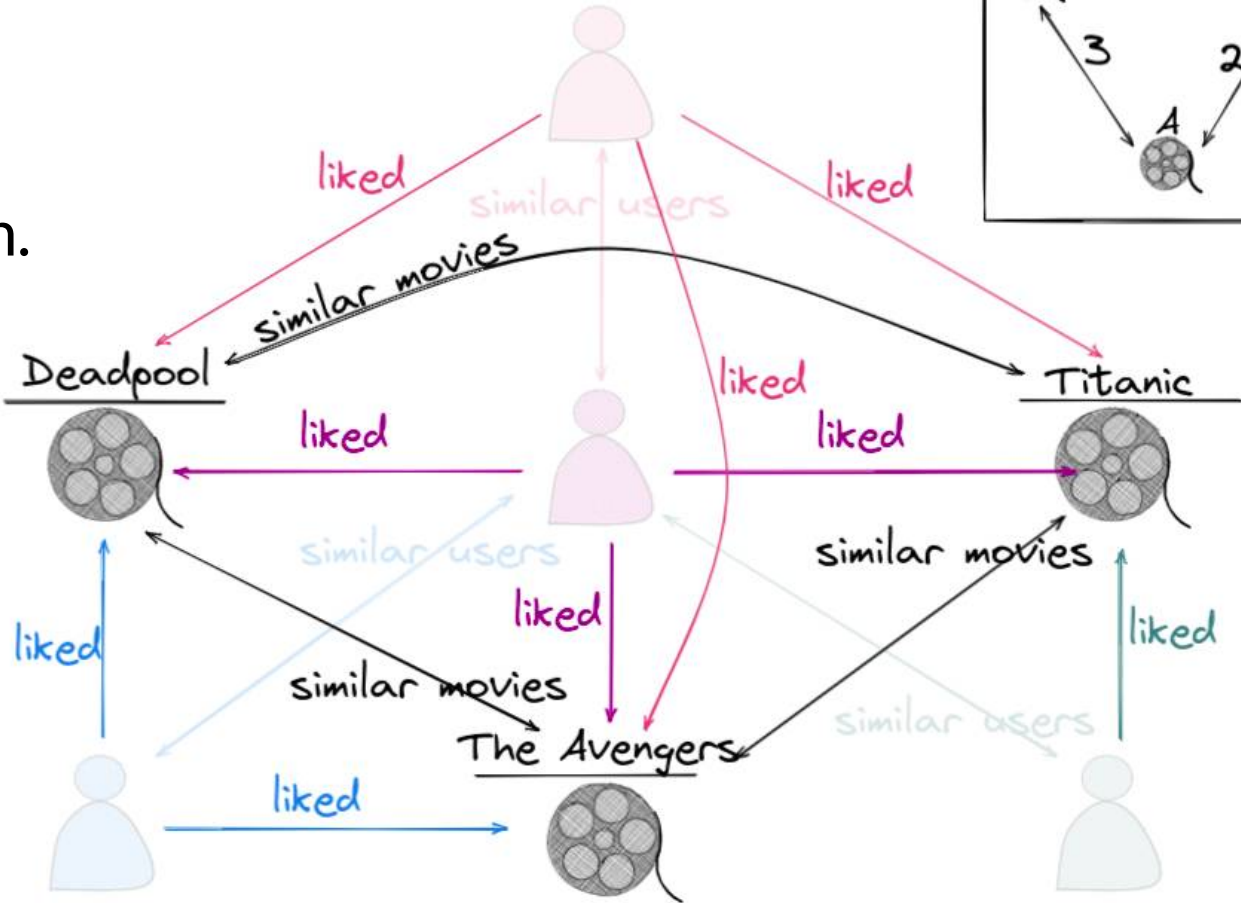 3
2
A
liked
liked
similar users
n.
similar movies
liked
Deadpool
Titanic
liked
liked
similar users
similar movies
liked
liked
liked
similar movies
similar users
The Avengers
liked